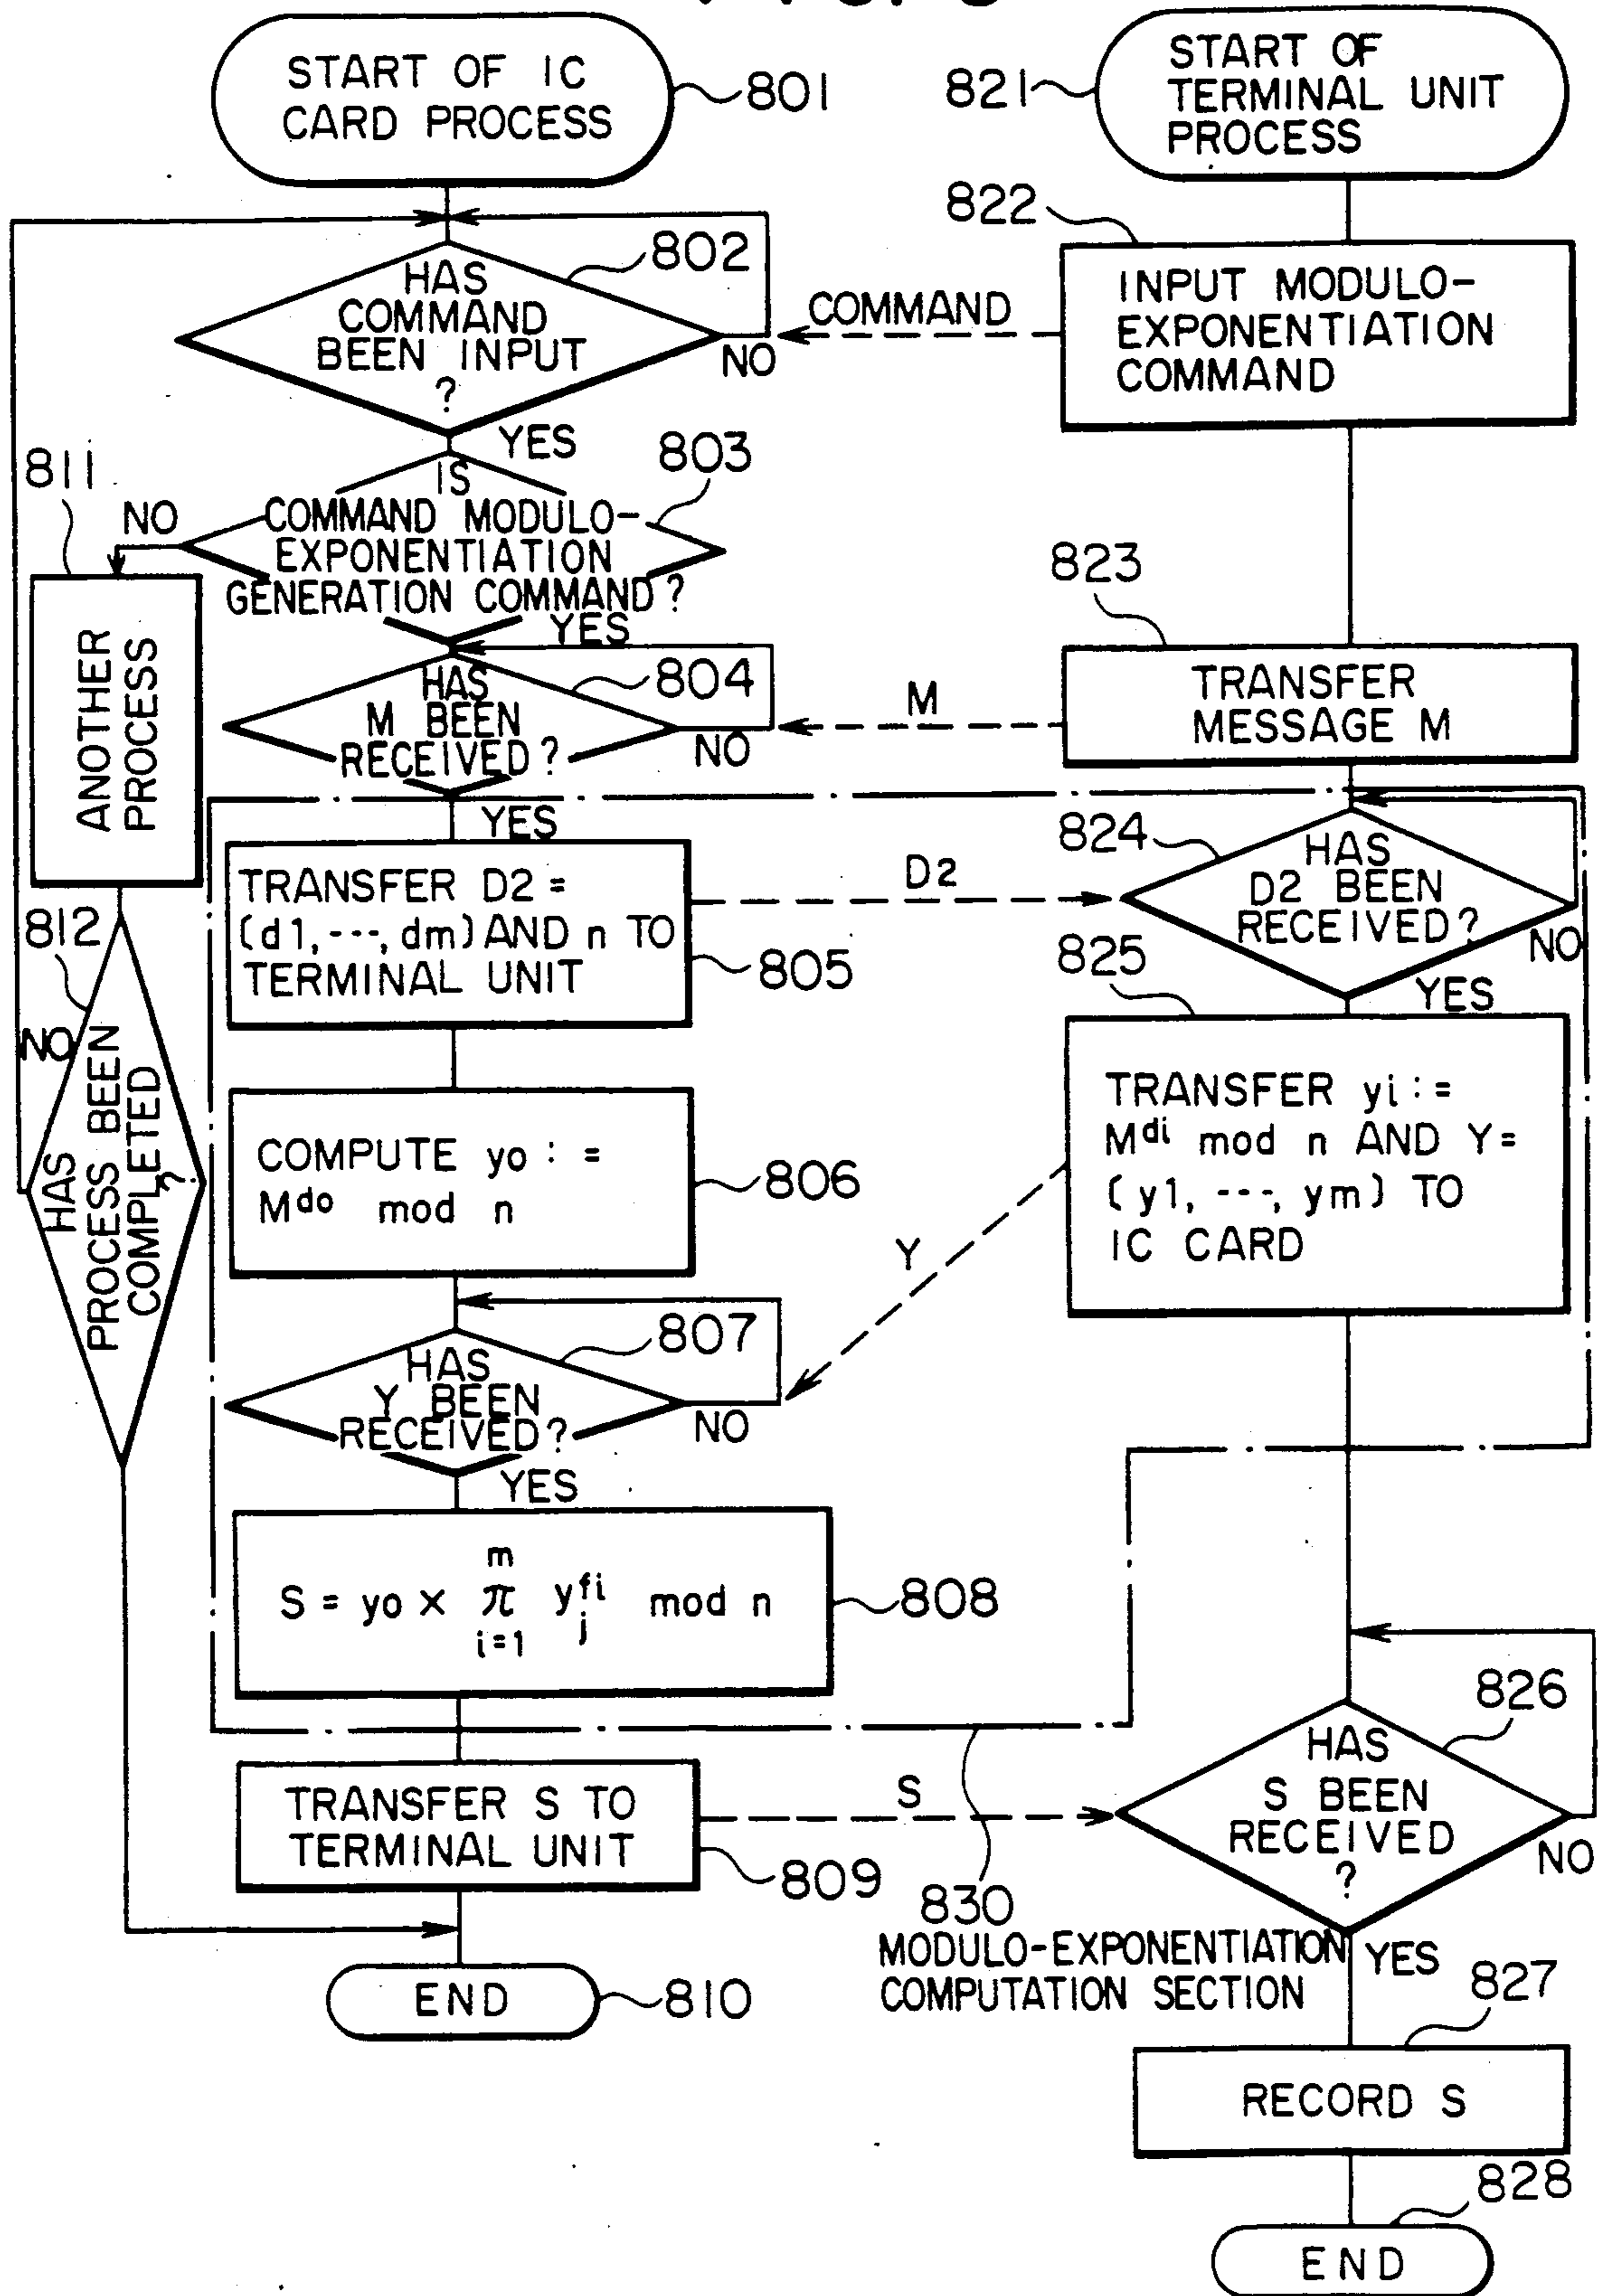 START OF IC
CARD PROCESS
801
HAS
COMMAND
BEEN INPUT
?
802
NO
YES
IS
COMMAND MODULO-
EXPONENTIATION
GENERATION COMMAND?
803
NO
YES
811
ANOTHER
PROCESS
812
NO
HAS
PROCESS BEEN
COMPLETED
?
HAS
M BEEN
RECEIVED?
804
NO
YES
TRANSFER D2 =
(d1, ---, dm) AND n TO
TERMINAL UNIT
805
COMPUTE yo : =
Mdo mod n
806
HAS
Y BEEN
RECEIVED?
807
NO
YES
m
S = yo × π yfi j mod n
i=1
808
TRANSFER S TO
TERMINAL UNIT
809
END
810
COMMAND
M
D2
Y
S
821
START OF
TERMINAL UNIT
PROCESS
822
INPUT MODULO-
EXPONENTIATION
COMMAND
823
TRANSFER
MESSAGE M
824
HAS
D2 BEEN
RECEIVED?
NO
YES
825
TRANSFER yi : =
Mdi mod n AND Y=
(y1, ---, ym) TO
IC CARD
826
HAS
S BEEN
RECEIVED
?
NO
YES
830
MODULO-EXPONENTIATION
COMPUTATION SECTION
827
RECORD S
828
END